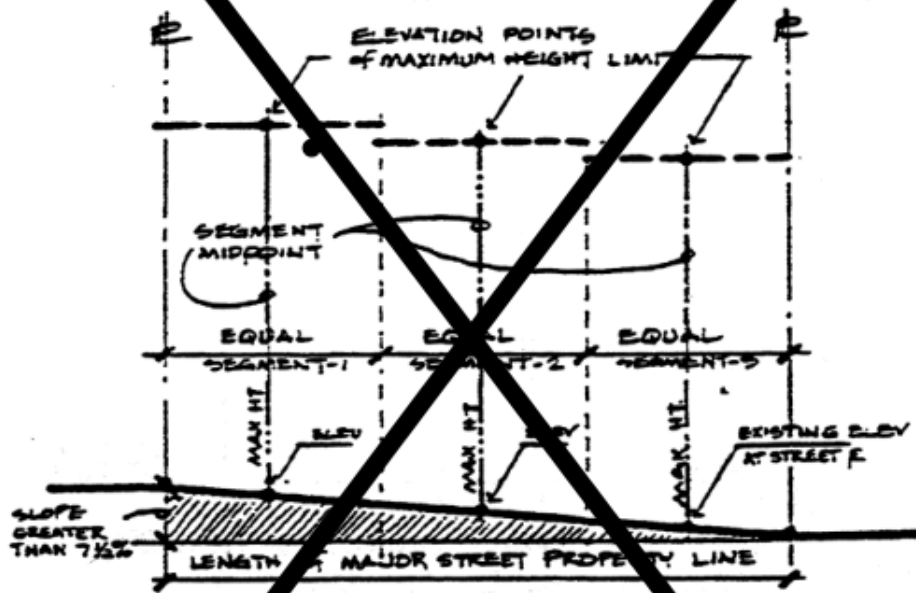 ELEVATION POINTS
of MAXIMUM HEIGHT LIMIT
SEGMENT
MIDPOINT
EQUAL
SEGMENT-1
EQUAL
SEGMENT-2
EQUAL
SEGMENT-3
MAX HT
ELEV
MAX HT
ELEV
MAX. HT.
EXISTING ELEV
AT STREET
SLOPE
GREATER
THAN 7½%
LENGTH OF MAJOR STREET PROPERTY LINE